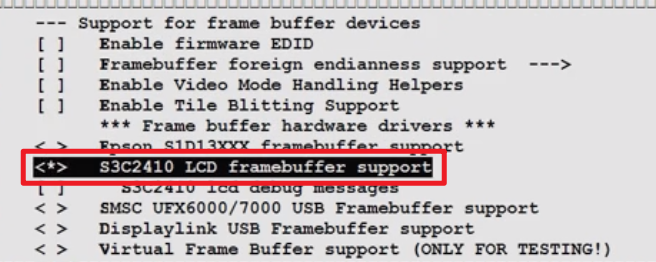 --- Support for frame buffer devices
[ ] Enable firmware EDID
[ ] Framebuffer foreign endianness support --->
[ ] Enable Video Mode Handling Helpers
[ ] Enable Tile Blitting Support
*** Frame buffer hardware drivers ***
< > Epson S1D13XXX framebuffer support
<*> S3C2410 LCD framebuffer support
[ ] S3C2410 lcd debug messages
< > SMSC UFX6000/7000 USB Framebuffer support
< > Displaylink USB Framebuffer support
< > Virtual Frame Buffer support (ONLY FOR TESTING!)